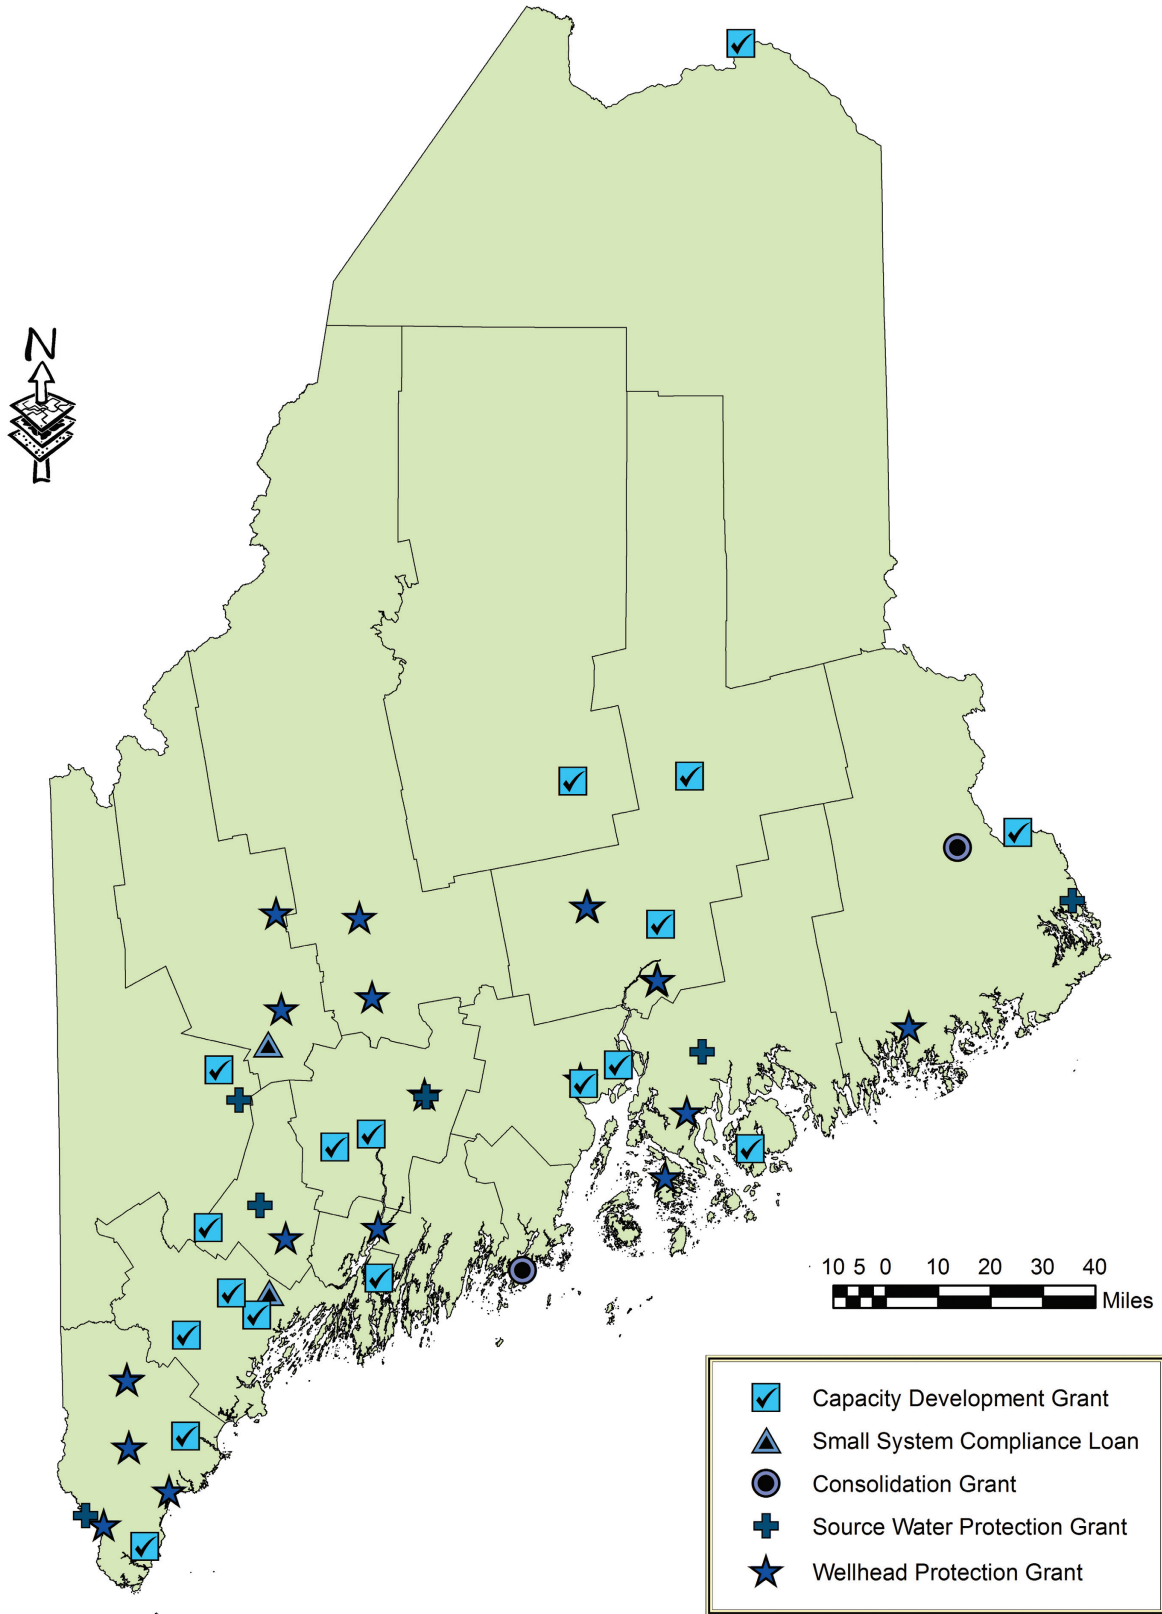 N
10 5 0 10 20 30 40
Miles
Capacity Development Grant
Small System Compliance Loan
Consolidation Grant
Source Water Protection Grant
Wellhead Protection Grant